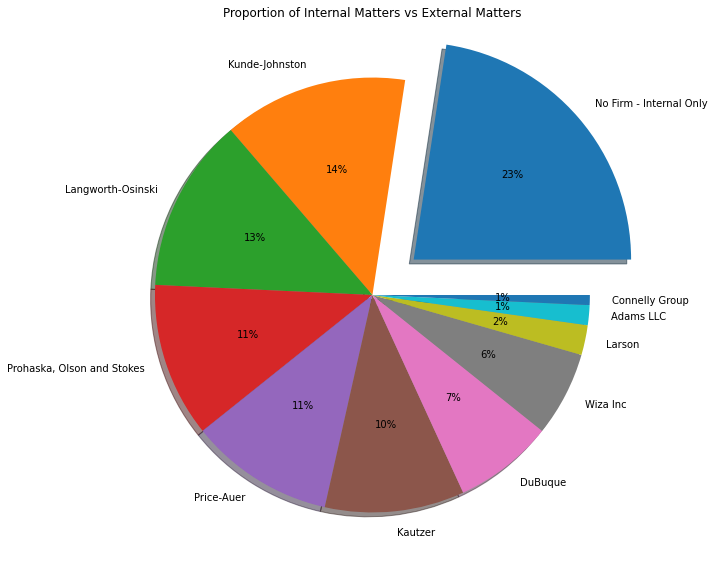 Proportion of Internal Matters vs External Matters
Kunde-Johnston
No Firm - Internal Only
14%
23%
Langworth-Osinski
13%
1%
Connelly Group
1%
Adams LLC
2%
Larson
11%
6%
Prohaska, Olson and Stokes
7%
Wiza Inc
11%
10%
DuBuque
Price-Auer
Kautzer